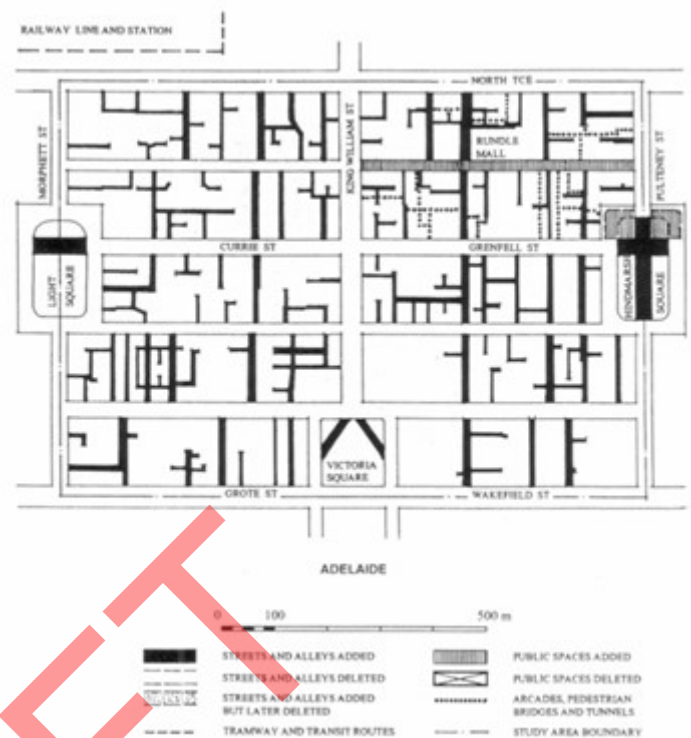 RAILWAY LINE AND STATION
NORTH TCE
MORPHETT ST
KING WILLIAM ST
PULTENEY ST
RUNDLE
MALL
CURRIE ST
GRENFELL ST
LIGHT
SQUARE
HINDMARSH
SQUARE
VICTORIA
SQUARE
GROTE ST
WAKEFIELD ST
ADELAIDE
0 100 500 m
STREETS AND ALLEYS ADDED
STREETS AND ALLEYS DELETED
STREETS AND ALLEYS ADDED
BUT LATER DELETED
TRAMWAY AND TRANSIT ROUTES
PUBLIC SPACES ADDED
PUBLIC SPACES DELETED
ARCADES, PEDESTRIAN
BRIDGES AND TUNNELS
STUDY AREA BOUNDARY